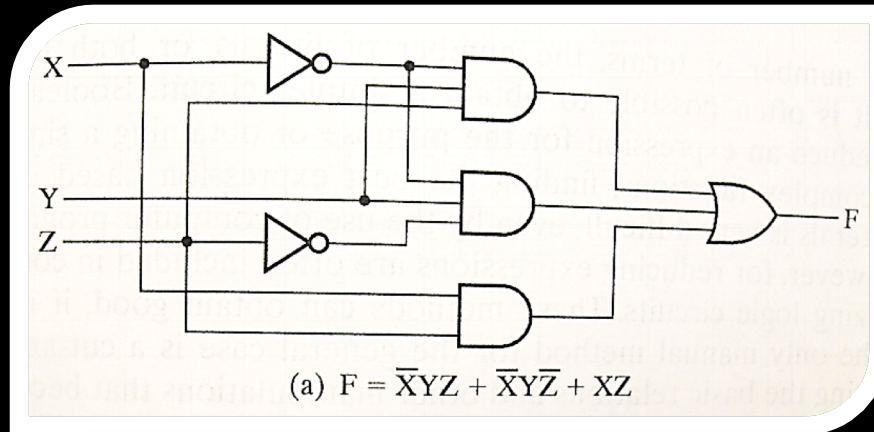 X
Y
Z
F
(a) F = X̅YZ + X̅YZ̅ + XZ